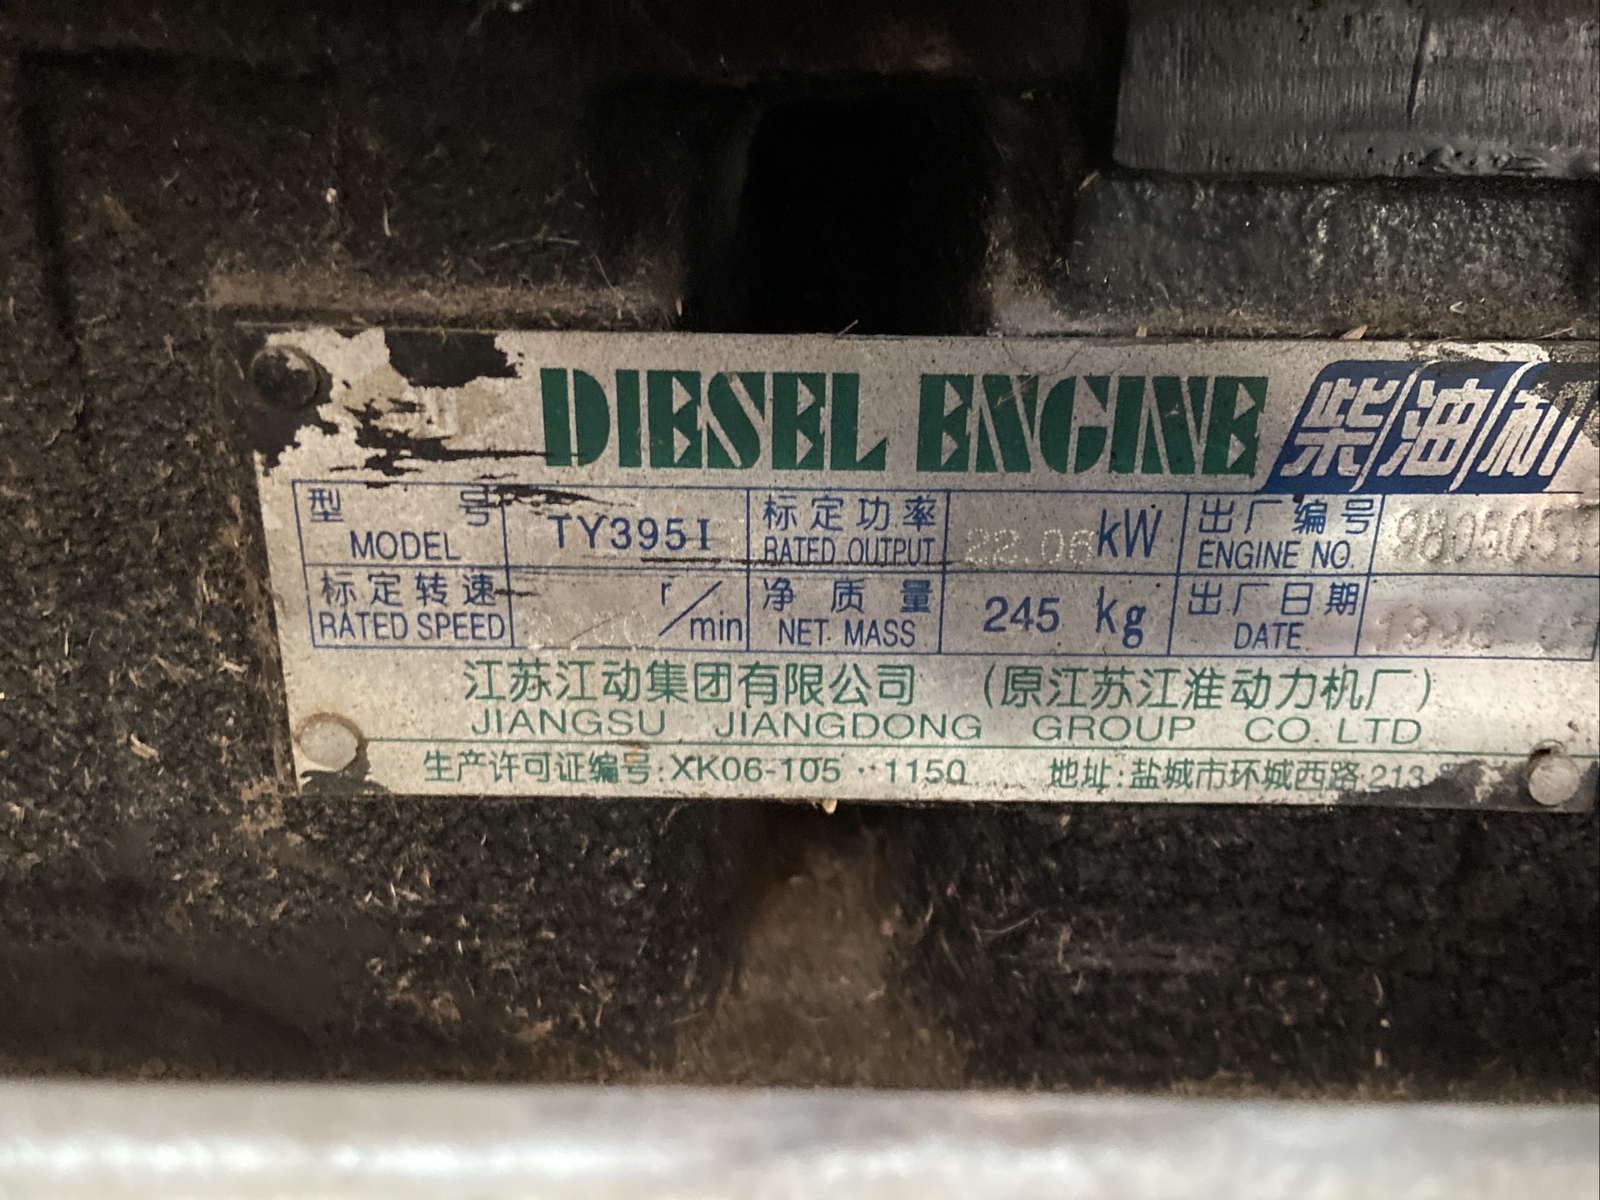 DIESEL ENGINE 柴油机
型号 TY395I 标定功率 22.06 kW 出厂编号
MODEL RATED OUTPUT ENGINE NO.
标定转速 r/min 净质量 245 kg 出厂日期
RATED SPEED NET MASS DATE
江苏江动集团有限公司 (原江苏江淮动力机厂)
JIANGSU JIANGDONG GROUP CO.LTD
生产许可证编号:XK06-105 1150 地址:盐城市环城西路213